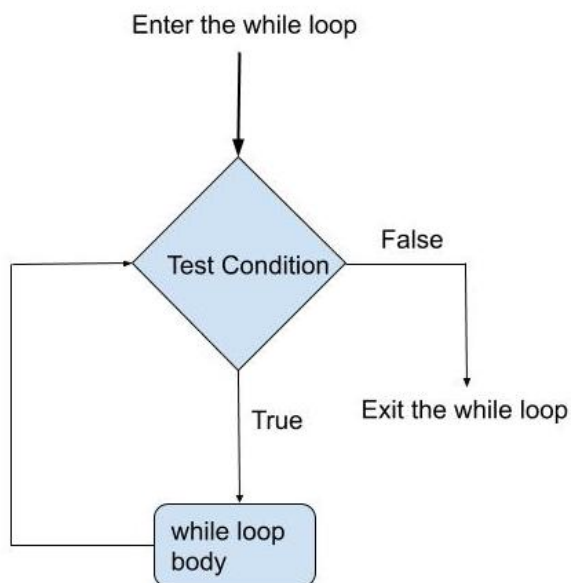 Enter the while loop
Test Condition
False
True
Exit the while loop
while loop
body